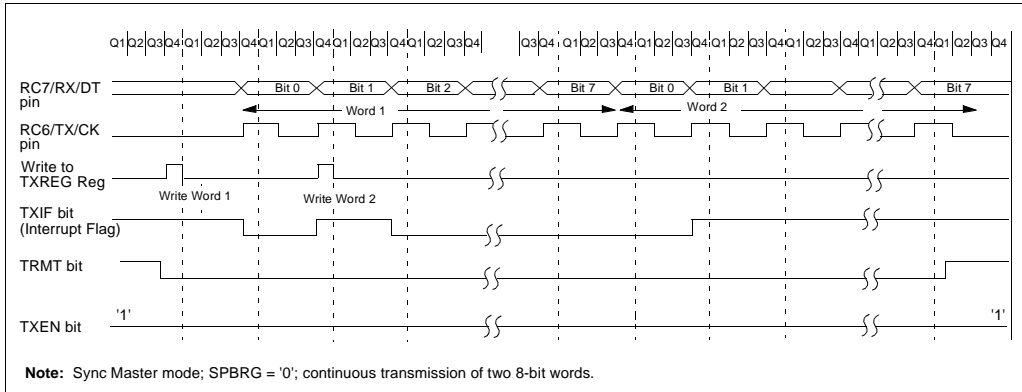 Q1 Q2 Q3 Q4 Q1 Q2 Q3 Q4 Q1 Q2 Q3 Q4 Q1 Q2 Q3 Q4 Q1 Q2 Q3 Q4 Q3 Q4 Q1 Q2 Q3 Q4 Q1 Q2 Q3 Q4 Q1 Q2 Q3 Q4 Q1 Q2 Q3 Q4 Q1 Q2 Q3 Q4 Q1 Q2 Q3 Q4
RC7/RX/DT
pin
Bit 0 Bit 1 Bit 2 Bit 7 Bit 0 Bit 1 Bit 7
Word 1 Word 2
RC6/TX/CK
pin
Write to
TXREG Reg
Write Word 1 Write Word 2
TXIF bit
(Interrupt Flag)
TRMT bit
'1' '1'
TXEN bit
Note: Sync Master mode; SPBRG = '0'; continuous transmission of two 8-bit words.